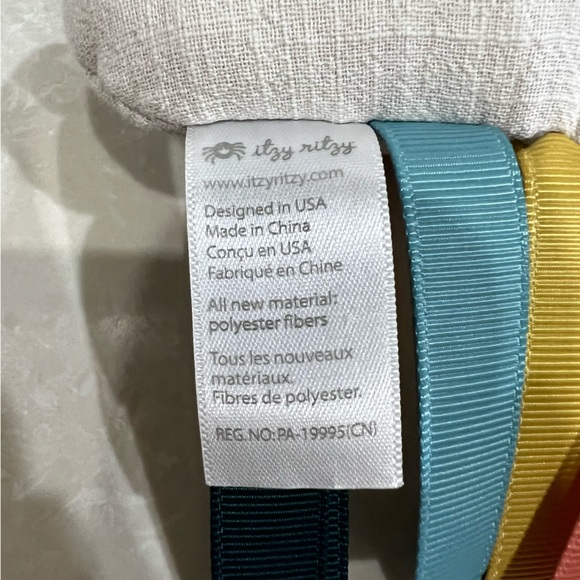 itzy ritzy
www.itzyritzy.com
Designed in USA
Made in China
Conçu en USA
Fabriqué en Chine
All new material:
polyester fibers
Tous les nouveaux
matériaux.
Fibres de polyester.
REG. NO: PA-19995(CN)